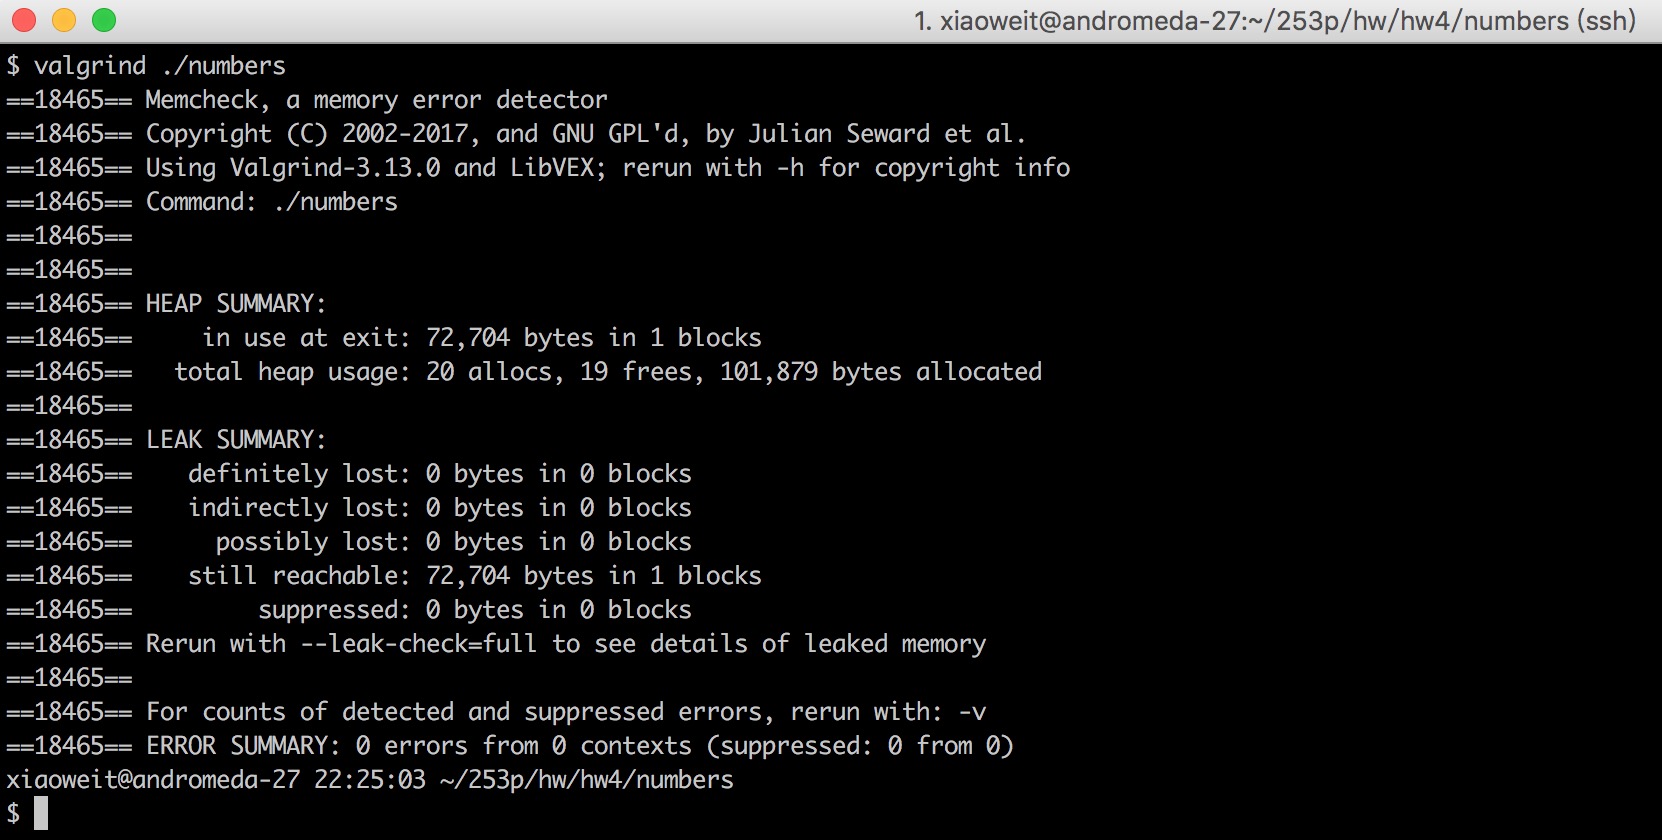 1. xiaoweit@andromeda-27:~/253p/hw/hw4/numbers (ssh)
$ valgrind ./numbers
==18465== Memcheck, a memory error detector
==18465== Copyright (C) 2002-2017, and GNU GPL'd, by Julian Seward et al.
==18465== Using Valgrind-3.13.0 and LibVEX; rerun with -h for copyright info
==18465== Command: ./numbers
==18465==
==18465==
==18465== HEAP SUMMARY:
==18465==     in use at exit: 72,704 bytes in 1 blocks
==18465==   total heap usage: 20 allocs, 19 frees, 101,879 bytes allocated
==18465==
==18465== LEAK SUMMARY:
==18465==    definitely lost: 0 bytes in 0 blocks
==18465==    indirectly lost: 0 bytes in 0 blocks
==18465==      possibly lost: 0 bytes in 0 blocks
==18465==    still reachable: 72,704 bytes in 1 blocks
==18465==         suppressed: 0 bytes in 0 blocks
==18465== Rerun with --leak-check=full to see details of leaked memory
==18465==
==18465== For counts of detected and suppressed errors, rerun with: -v
==18465== ERROR SUMMARY: 0 errors from 0 contexts (suppressed: 0 from 0)
xiaoweit@andromeda-27 22:25:03 ~/253p/hw/hw4/numbers
$